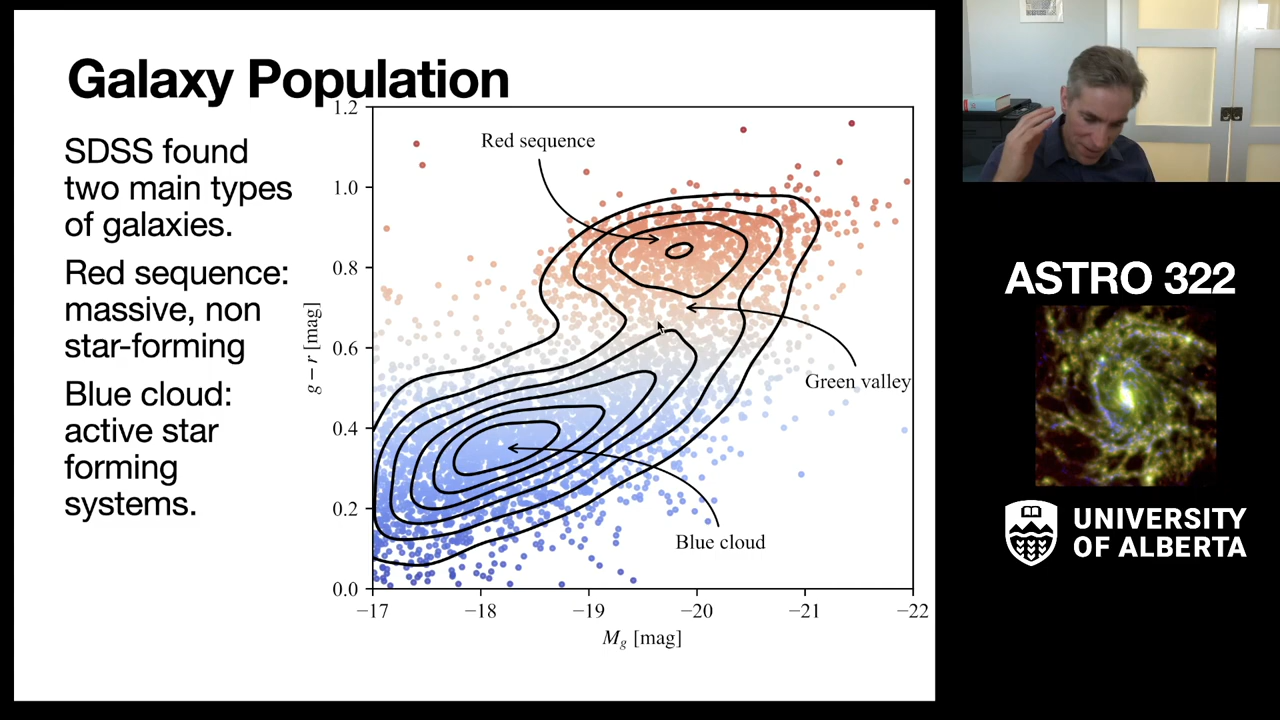 Galaxy Population
SDSS found
two main types
of galaxies.
Red sequence:
massive, non
star-forming
Blue cloud:
active star
forming
systems.
1.2
1.0
0.8
0.6
0.4
0.2
0.0
g − r [mag]
Red sequence
Green valley
Blue cloud
−17
−18
−19
−20
−21
−22
Mg [mag]
ASTRO 322
UNIVERSITY
OF ALBERTA